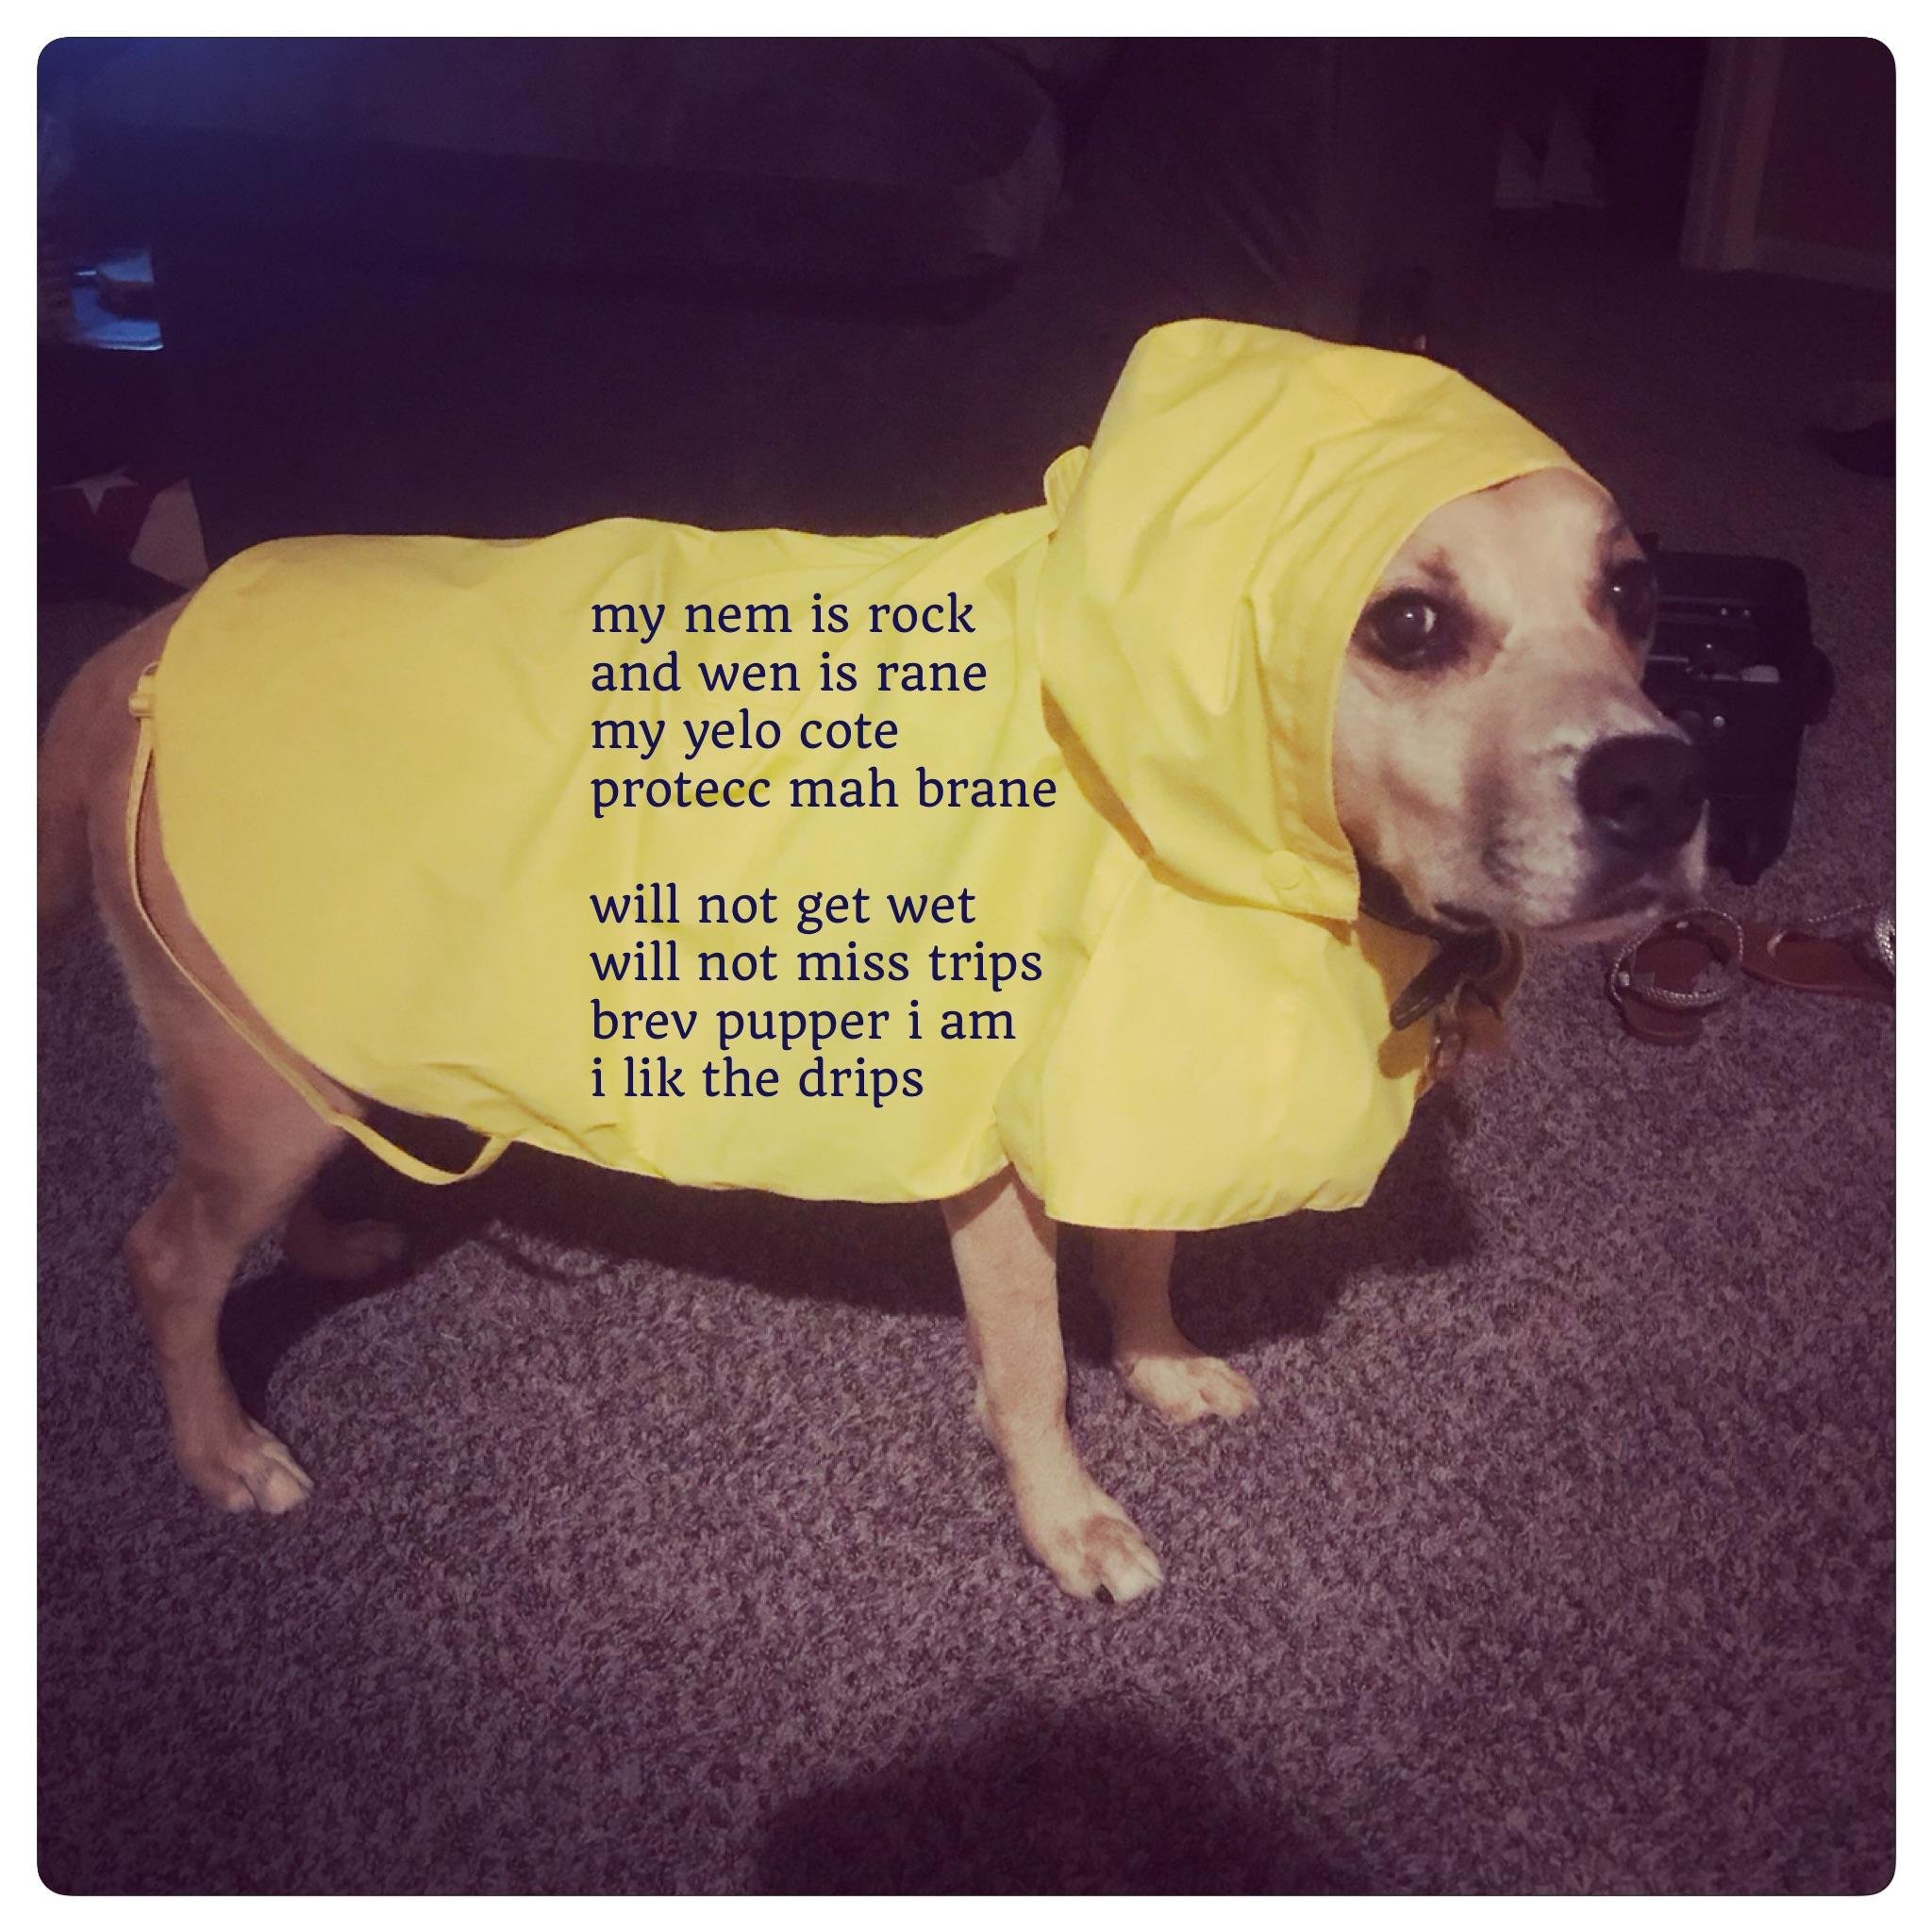 my nem is rock
and wen is rane
my yelo cote
protecc mah brane
will not get wet
will not miss trips
brev pupper i am
i lik the drips